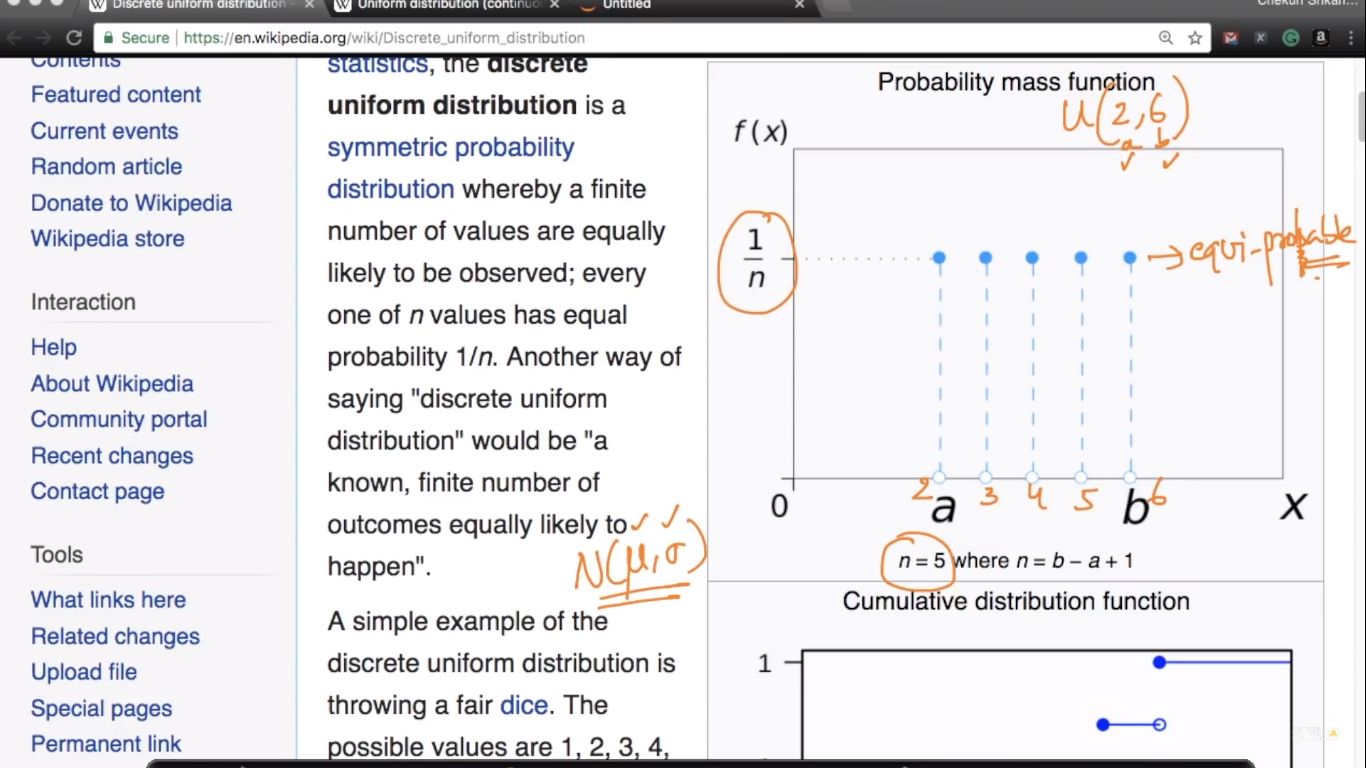 Discrete uniform distribution -
Uniform distribution (continuo
Untitled
Chekuri Srikan...
Secure
https://en.wikipedia.org/wiki/Discrete_uniform_distribution
Contents
Featured content
Current events
Random article
Donate to Wikipedia
Wikipedia store
Interaction
Help
About Wikipedia
Community portal
Recent changes
Contact page
Tools
What links here
Related changes
Upload file
Special pages
Permanent link
statistics, the discrete
uniform distribution is a
symmetric probability
distribution whereby a finite
number of values are equally
likely to be observed; every
one of n values has equal
probability 1/n. Another way of
saying "discrete uniform
distribution" would be "a
known, finite number of
outcomes equally likely to
happen".
N(μ,σ)
A simple example of the
discrete uniform distribution is
throwing a fair dice. The
possible values are 1, 2, 3, 4,
Probability mass function
U(2,6)
a b
f(x)
1
n
→ equi-probable
2 3 4 5 6
0 a b x
n = 5 where n = b − a + 1
Cumulative distribution function
1